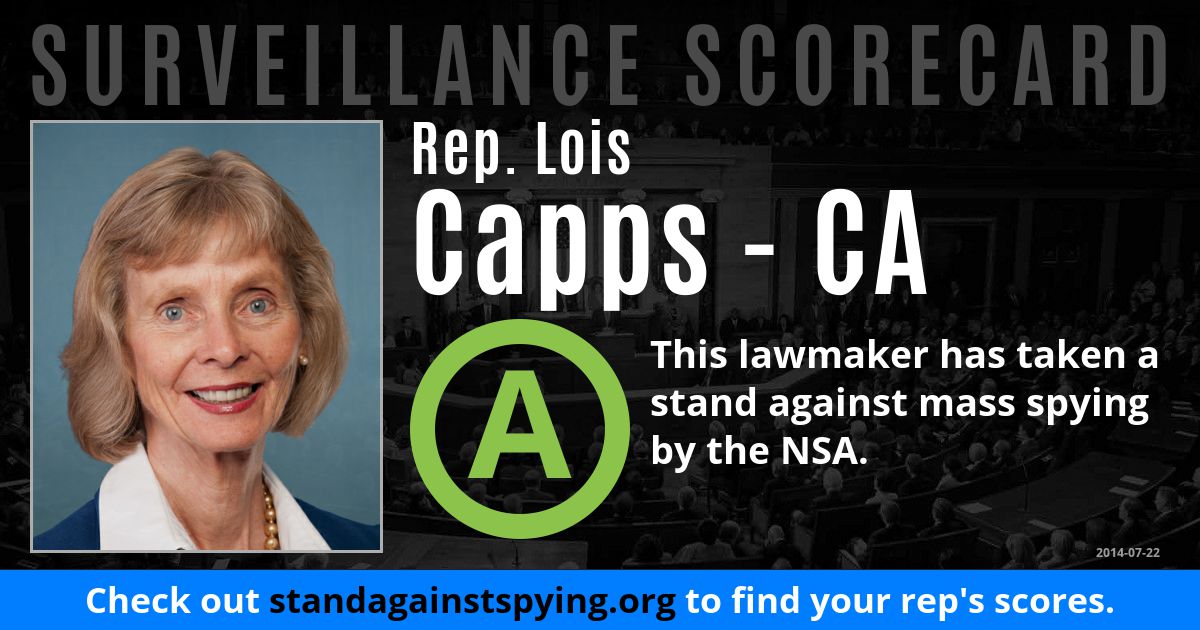 SURVEILLANCE SCORECARD
Rep. Lois
Capps - CA
A
This lawmaker has taken a
stand against mass spying
by the NSA.
2014-07-22
Check out standagainstspying.org to find your rep's scores.